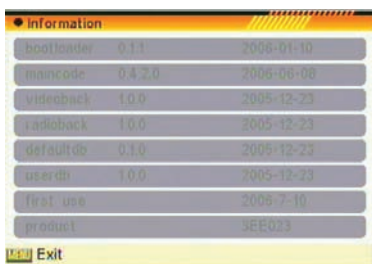 Information
bootloader 0.1.1 2006-01-10
maincode 0.4.2.0 2006-06-08
videoback 1.0.0 2005-12-23
radioback 1.0.0 2005-12-23
defaultdb 0.1.0 2005-12-23
userdb 1.0.0 2005-12-23
first use 2006-7-10
product SEE023
MENU Exit